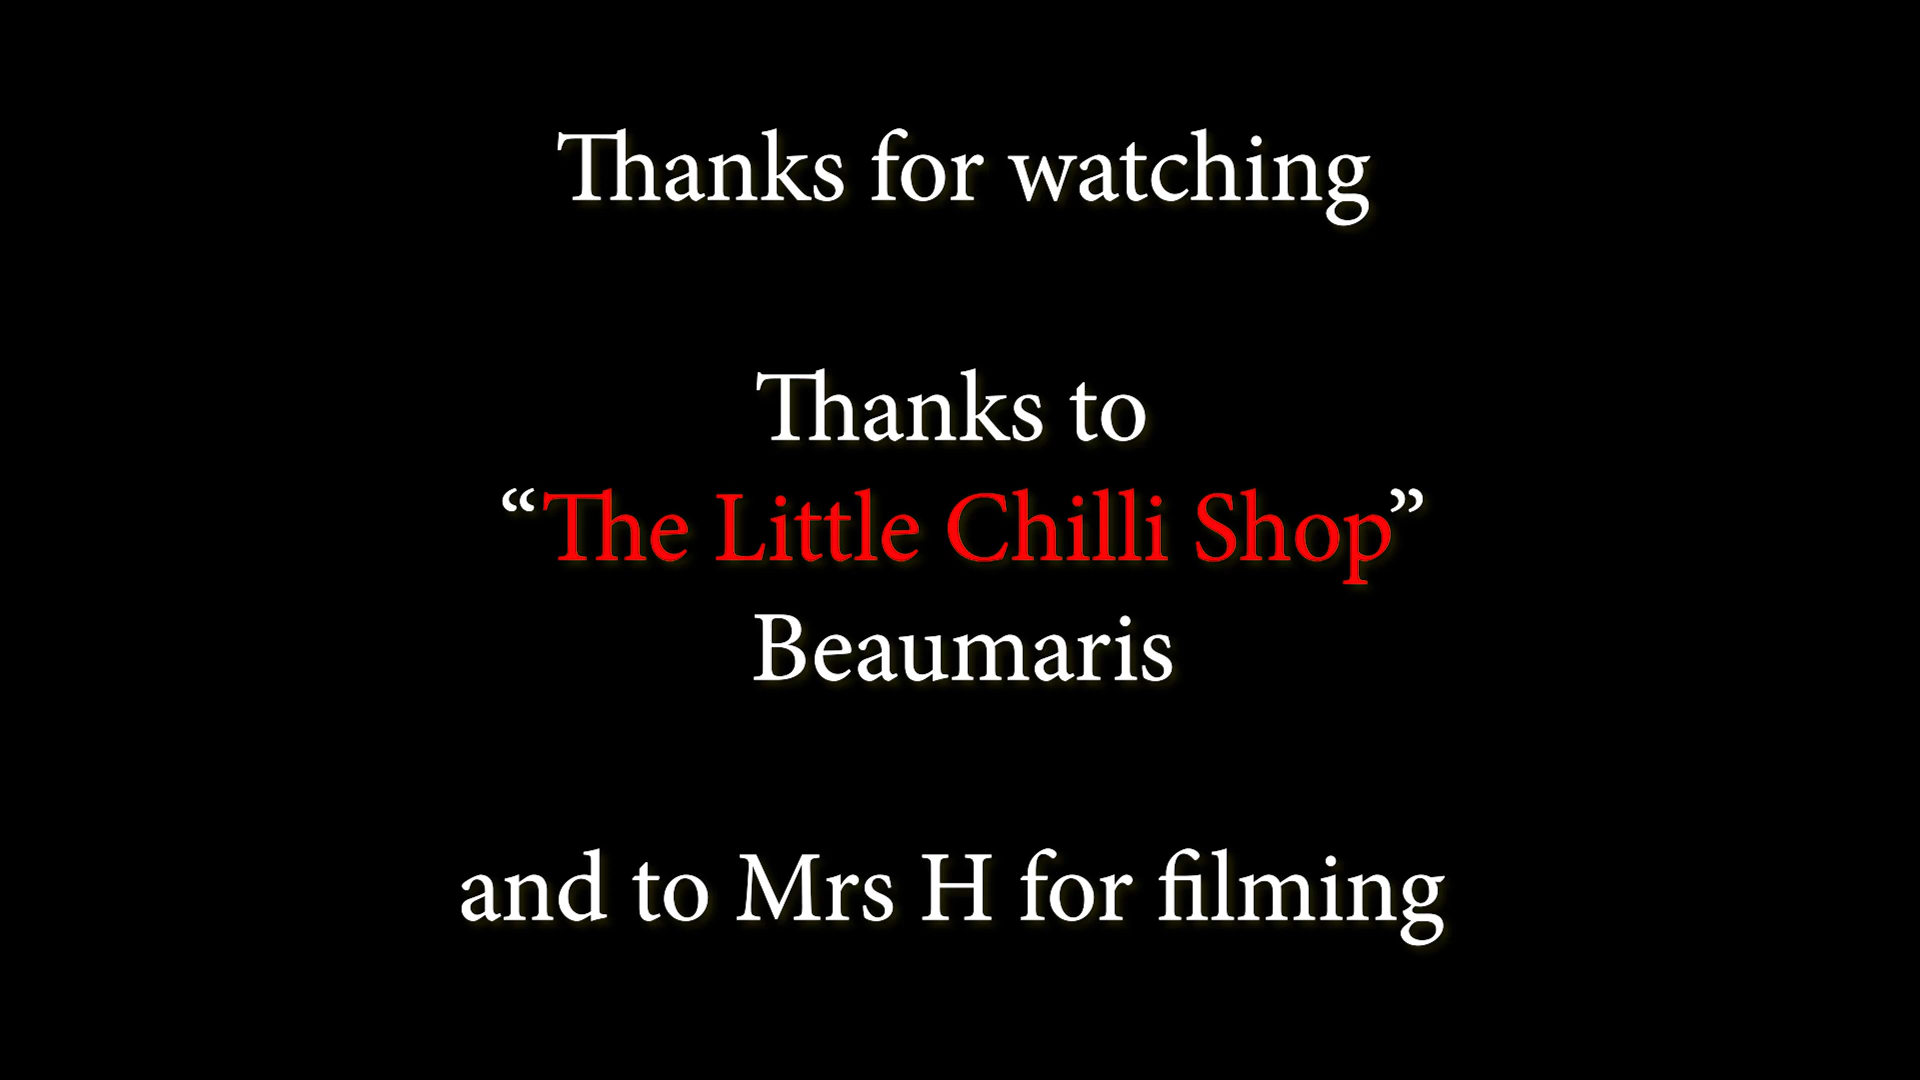 Thanks for watching
Thanks to
“The Little Chilli Shop”
Beaumaris
and to Mrs H for filming